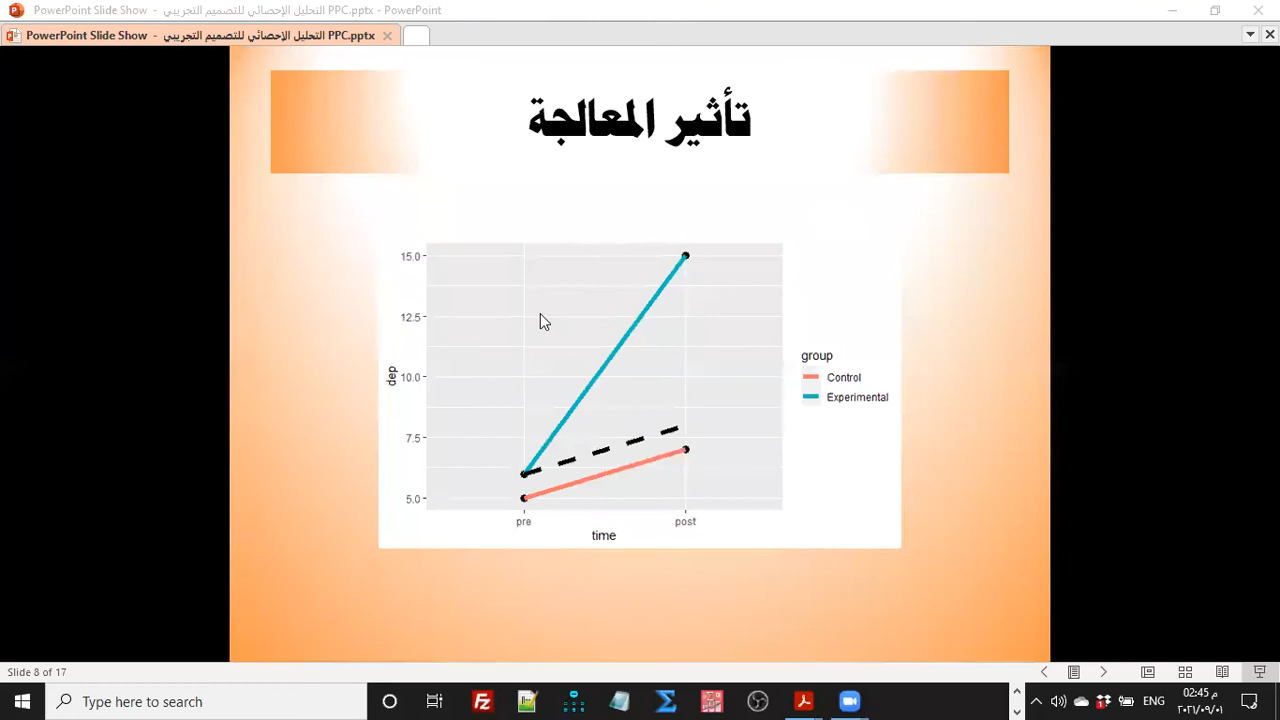 PowerPoint Slide Show - التحليل الإحصائي للتصميم التجريبي PPC.pptx - PowerPoint
PowerPoint Slide Show - التحليل الإحصائي للتصميم التجريبي PPC.pptx
تأثير المعالجة
15.0
12.5
10.0
7.5
5.0
dep
pre
post
time
group
Control
Experimental
Slide 8 of 17
Type here to search
ENG
02:45 م
٢٠٢١/٠٩/٠١